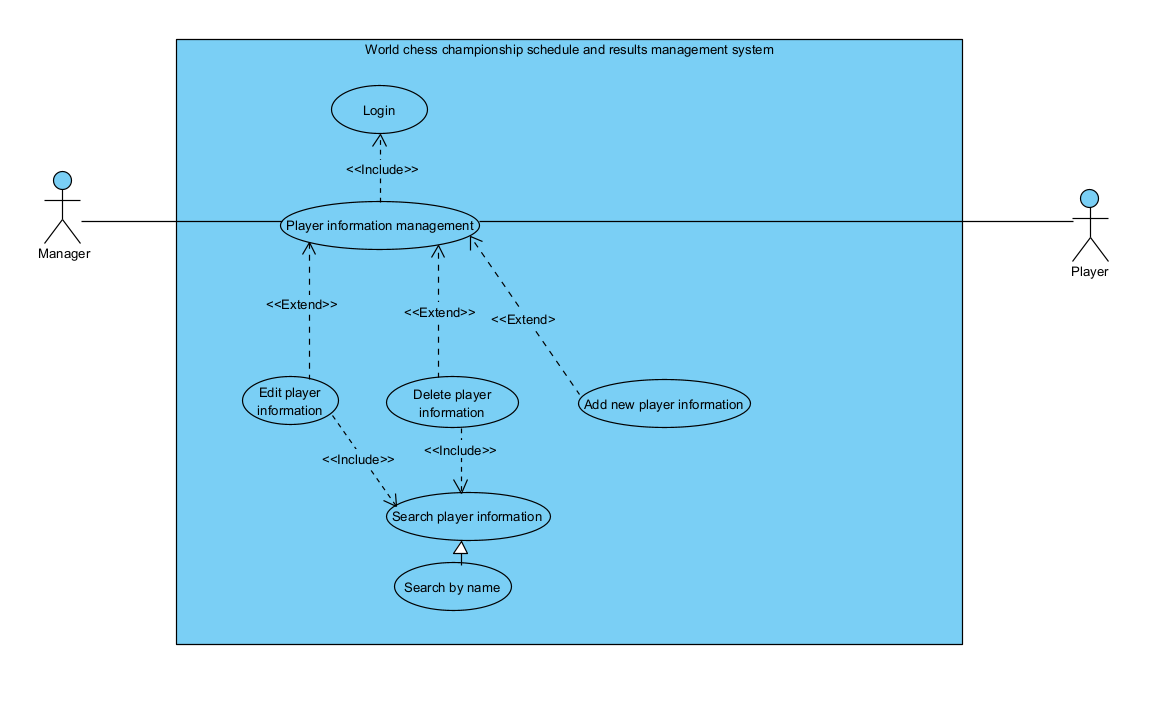 World chess championship schedule and results management system
Login
<<Include>>
Player information management
Manager
Player
<<Extend>>
<<Extend>>
<<Extend>
Edit player
information
Delete player
information
Add new player information
<<Include>>
<<Include>>
Search player information
Search by name